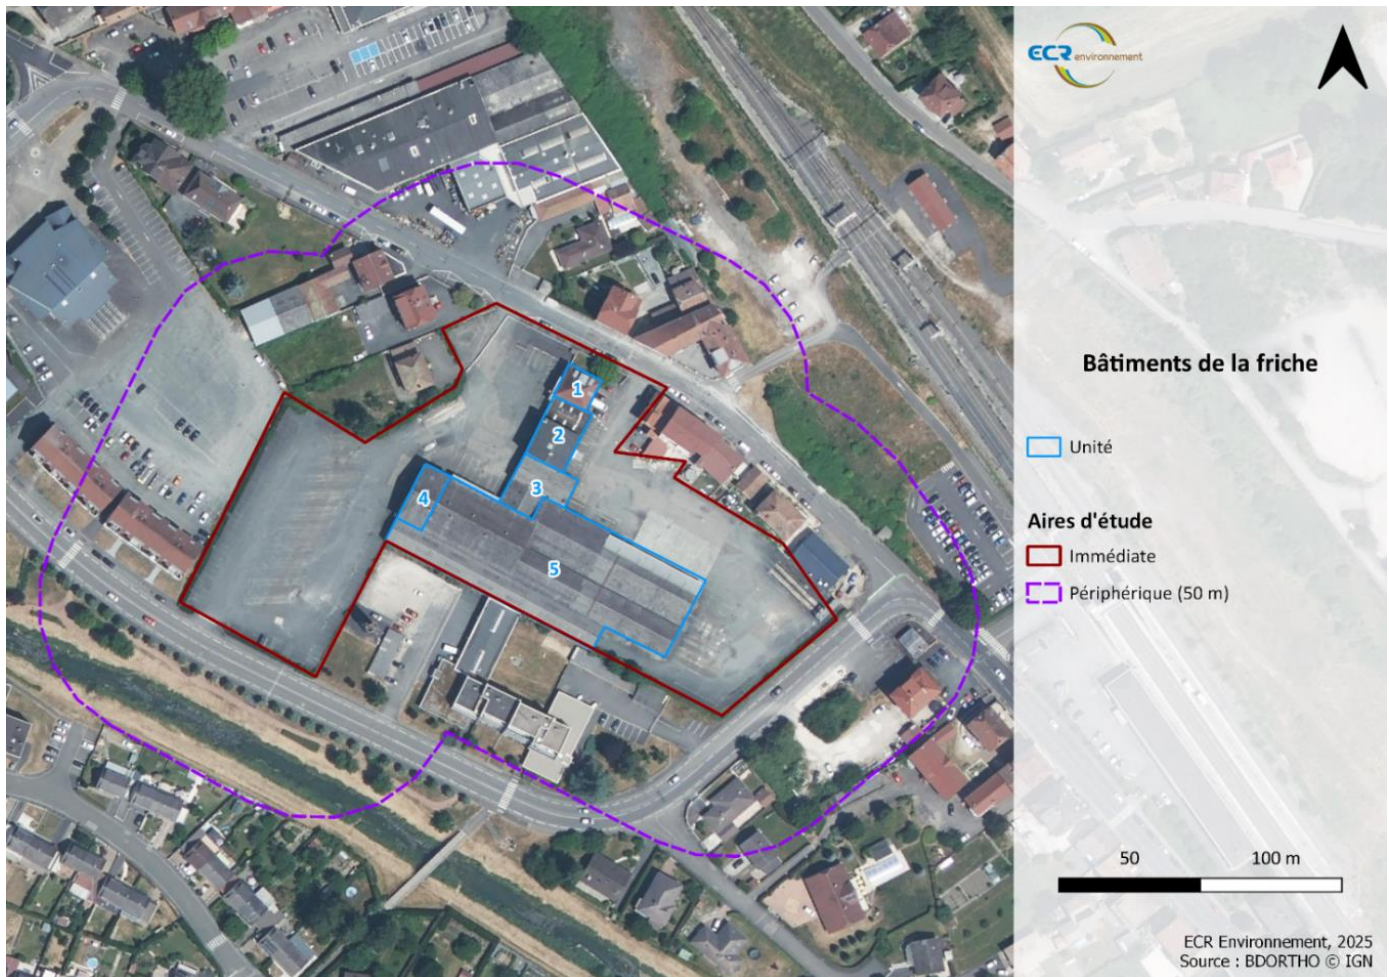 ECR environnement
Bâtiments de la friche
Unité
Aires d'étude
Immédiate
Périphérique (50 m)
1
2
3
4
5
50 100 m
ECR Environnement, 2025
Source : BDORTHO © IGN